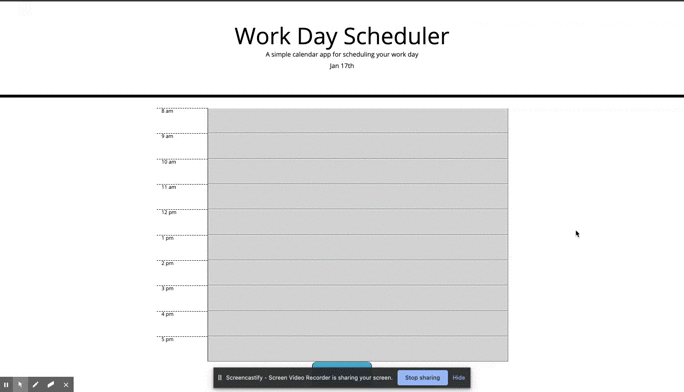 Work Day Scheduler
A simple calendar app for scheduling your work day
Jan 17th
8 am
9 am
10 am
11 am
12 pm
1 pm
2 pm
3 pm
4 pm
5 pm
Screencastify - Screen Video Recorder is sharing your screen. Stop sharing Hide